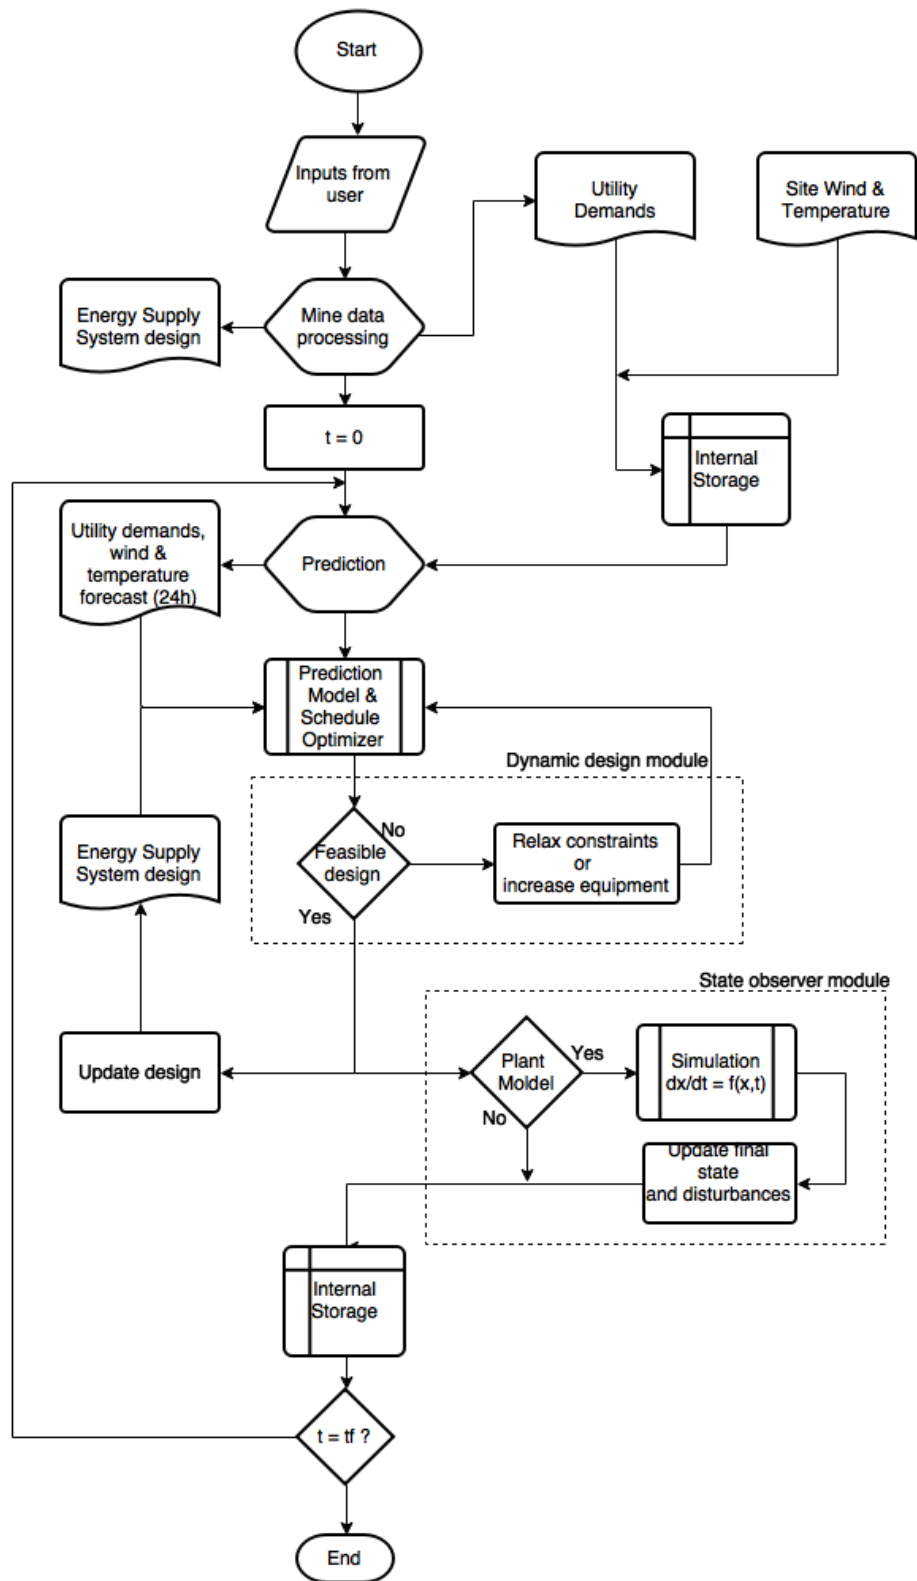 Start
Inputs from
user
Utility
Demands
Site Wind &
Temperature
Energy Supply
System design
Mine data
processing
t = 0
Internal
Storage
Utility demands,
wind &
temperature
forecast (24h)
Prediction
Prediction
Model &
Schedule
Optimizer
Dynamic design module
No
Feasible
design
Relax constraints
or
increase equipment
Yes
Energy Supply
System design
State observer module
Update design
Plant
Moldel
Yes
Simulation
dx/dt = f(x,t)
No
Update final
state
and disturbances
Internal
Storage
t = tf ?
End